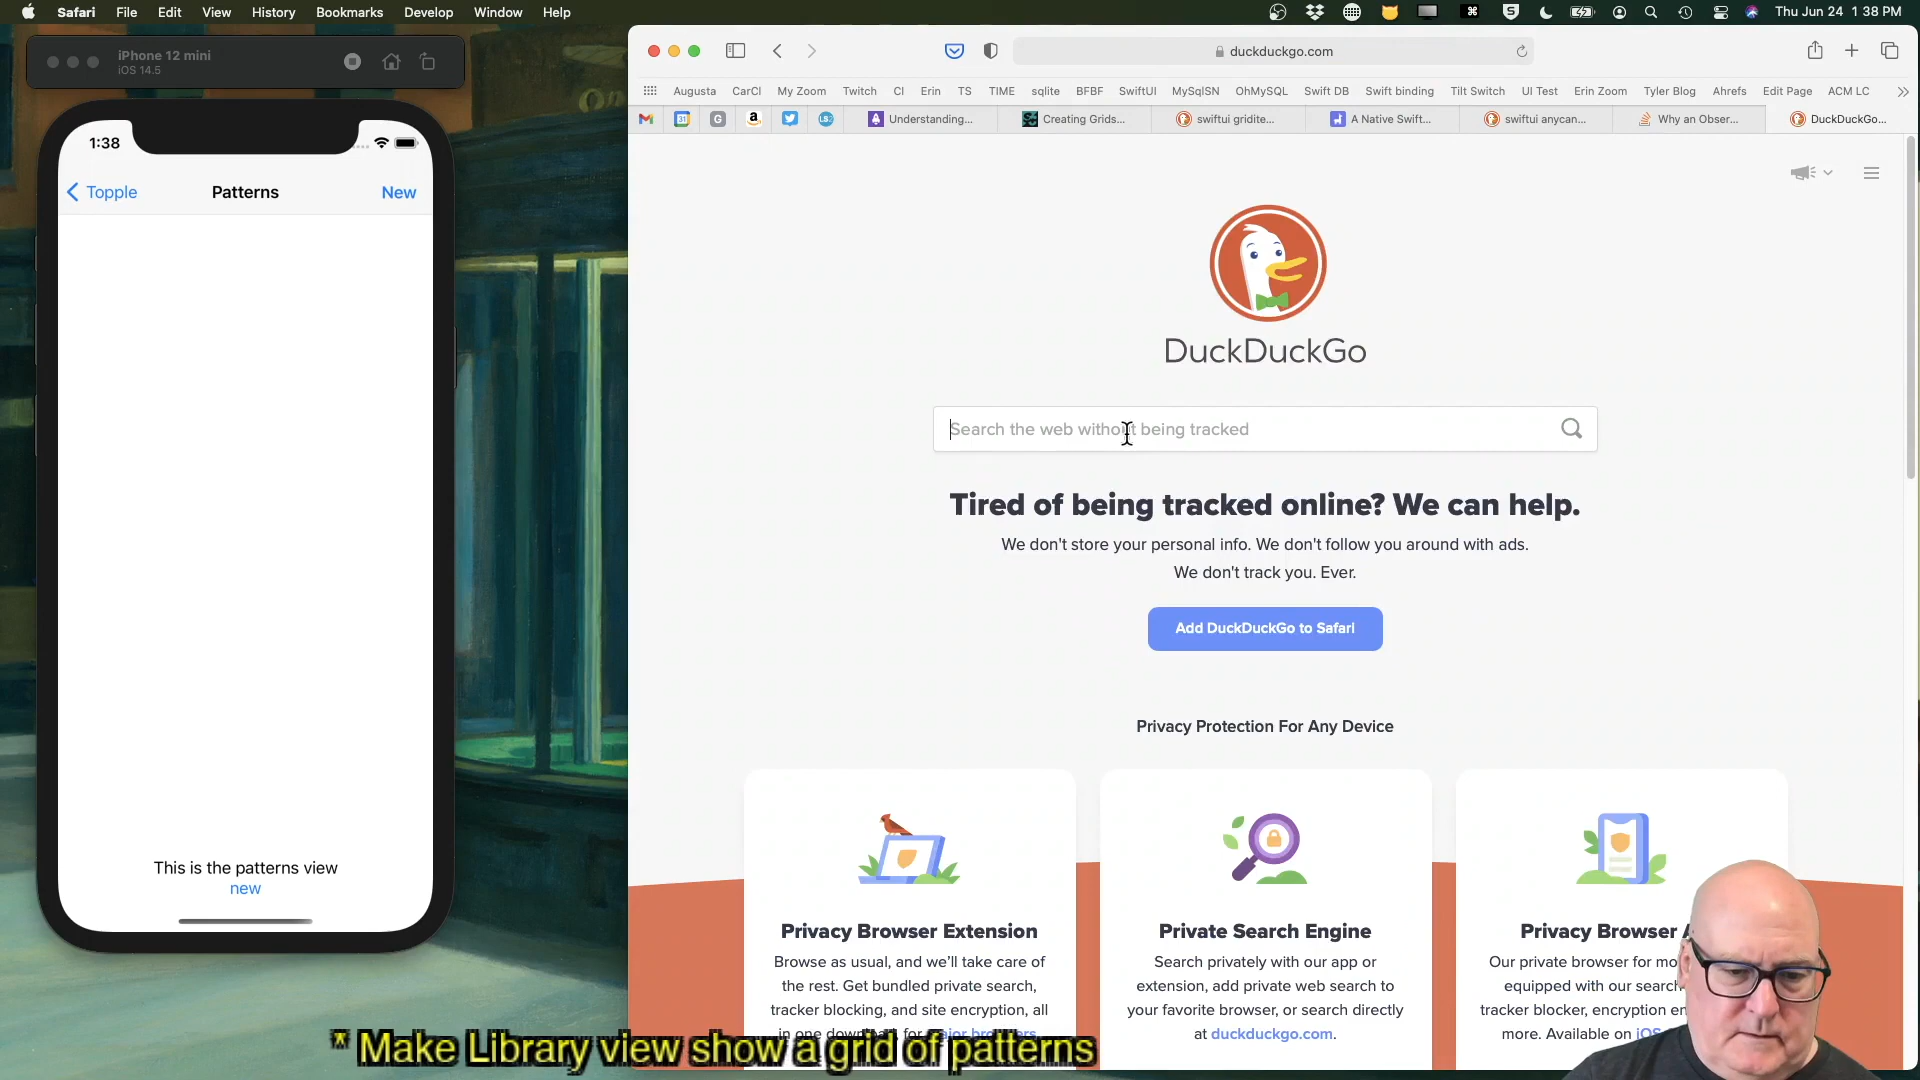 Safari File Edit View History Bookmarks Develop Window Help
Thu Jun 24 1 38 PM
iPhone 12 mini
iOS 14.5
1:38
Topple
Patterns
New
This is the patterns view
new
duckduckgo.com
Augusta CarCl My Zoom Twitch Cl Erin TS TIME sqlite BFBF SwiftUI MySqlSN OhMySQL Swift DB Swift binding Tilt Switch UI Test Erin Zoom Tyler Blog Ahrefs Edit Page ACM LC
Understanding... Creating Grids... swiftui gridite... A Native Swift... swiftui anycan... Why an Obser... DuckDuckGo...
DuckDuckGo
Search the web without being tracked
Tired of being tracked online? We can help.
We don't store your personal info. We don't follow you around with ads.
We don't track you. Ever.
Add DuckDuckGo to Safari
Privacy Protection For Any Device
Privacy Browser Extension
Browse as usual, and we'll take care of
the rest. Get bundled private search,
tracker blocking, and site encryption, all
in one download, for major browsers.
Private Search Engine
Search privately with our app or
extension, add private web search to
your favorite browser, or search directly
at duckduckgo.com.
Privacy Browser
Our private browser for mo
equipped with our search
tracker blocker, encryption en
more. Available on iOS
* Make Library view show a grid of patterns